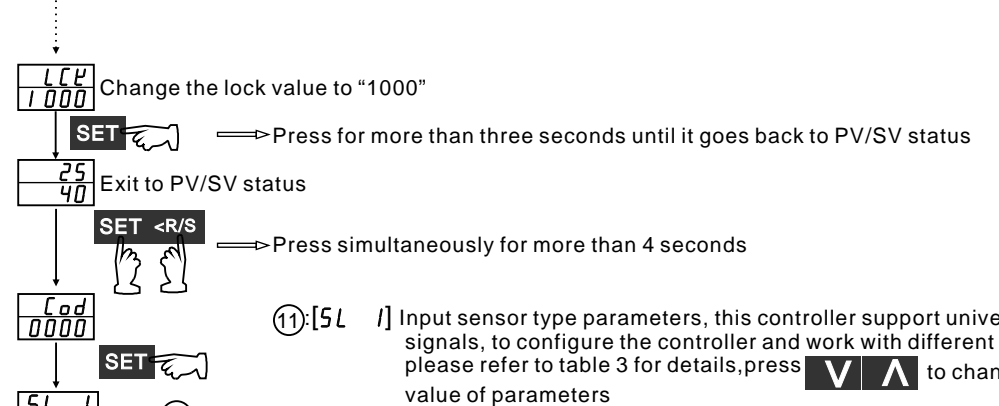 LCK
1000
Change the lock value to “1000”
SET
Press for more than three seconds until it goes back to PV/SV status
25
40
Exit to PV/SV status
SET <R/S
Press simultaneously for more than 4 seconds
Cod
0000
SET
11:[SL 1] Input sensor type parameters, this controller support unive
signals, to configure the controller and work with different
please refer to table 3 for details,press V Λ to chan
value of parameters
SL 1